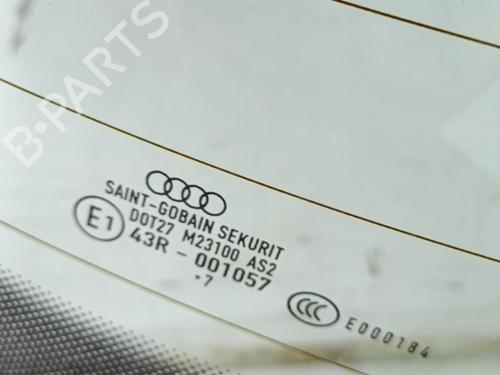 B-PARTS
SAINT-GOBAIN SEKURIT
E1 DOT27 M23100 AS2
43R - 001057
•7
CCC E000184